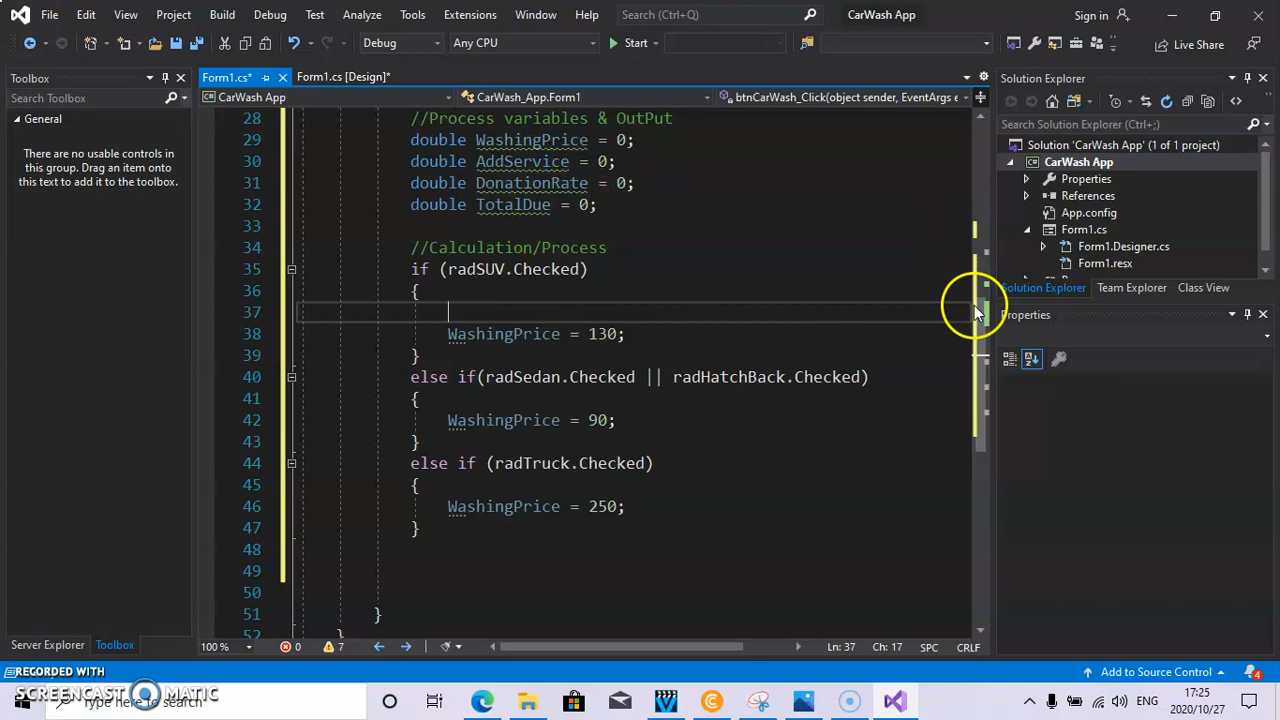 File Edit View Project Build Debug Test Analyze Tools Extensions Window Help Search (Ctrl+Q) CarWash App Sign in
Debug Any CPU Start Live Share
Toolbox
Search Toolbox
General
There are no usable controls in
this group. Drag an item onto
this text to add it to the toolbox.
Server Explorer Toolbox
Form1.cs* Form1.cs [Design]*
CarWash App CarWash_App.Form1 btnCarWash_Click(object sender, EventArgs e
28 //Process variables & OutPut
29 double WashingPrice = 0;
30 double AddService = 0;
31 double DonationRate = 0;
32 double TotalDue = 0;
33
34 //Calculation/Process
35 if (radSUV.Checked)
36 {
37
38 WashingPrice = 130;
39 }
40 else if(radSedan.Checked || radHatchBack.Checked)
41 {
42 WashingPrice = 90;
43 }
44 else if (radTruck.Checked)
45 {
46 WashingPrice = 250;
47 }
48
49
50
51 }
52 }
100 % 0 7 Ln: 37 Ch: 17 SPC CRLF
Solution Explorer
Search Solution Explorer (Ctrl+;)
Solution 'CarWash App' (1 of 1 project)
CarWash App
Properties
References
App.config
Form1.cs
Form1.Designer.cs
Form1.resx
Solution Explorer Team Explorer Class View
Properties
Add to Source Control 4
RECORDED WITH
SCREENCAST MATIC
Type here to search
ENG 17:25
2020/10/27